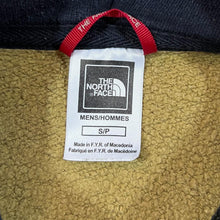 THE NORTH FACE
THE
NORTH
FACE
MENS/HOMMES
S/P
Made in F.Y.R. of Macedonia
Fabriqué en F.Y.R. de Macédoine